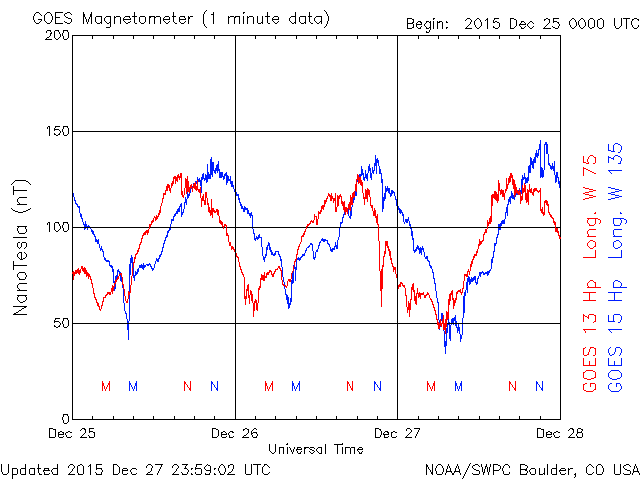 GOES Magnetometer (1 minute data)
Begin: 2015 Dec 25 0000 UTC
200
150
100
50
0
NanoTesla (nT)
M M N N M M N N M M N N
Dec 25 Dec 26 Dec 27 Dec 28
Universal Time
GOES 13 Hp Long. W 75
GOES 15 Hp Long. W 135
Updated 2015 Dec 27 23:59:02 UTC
NOAA/SWPC Boulder, CO USA